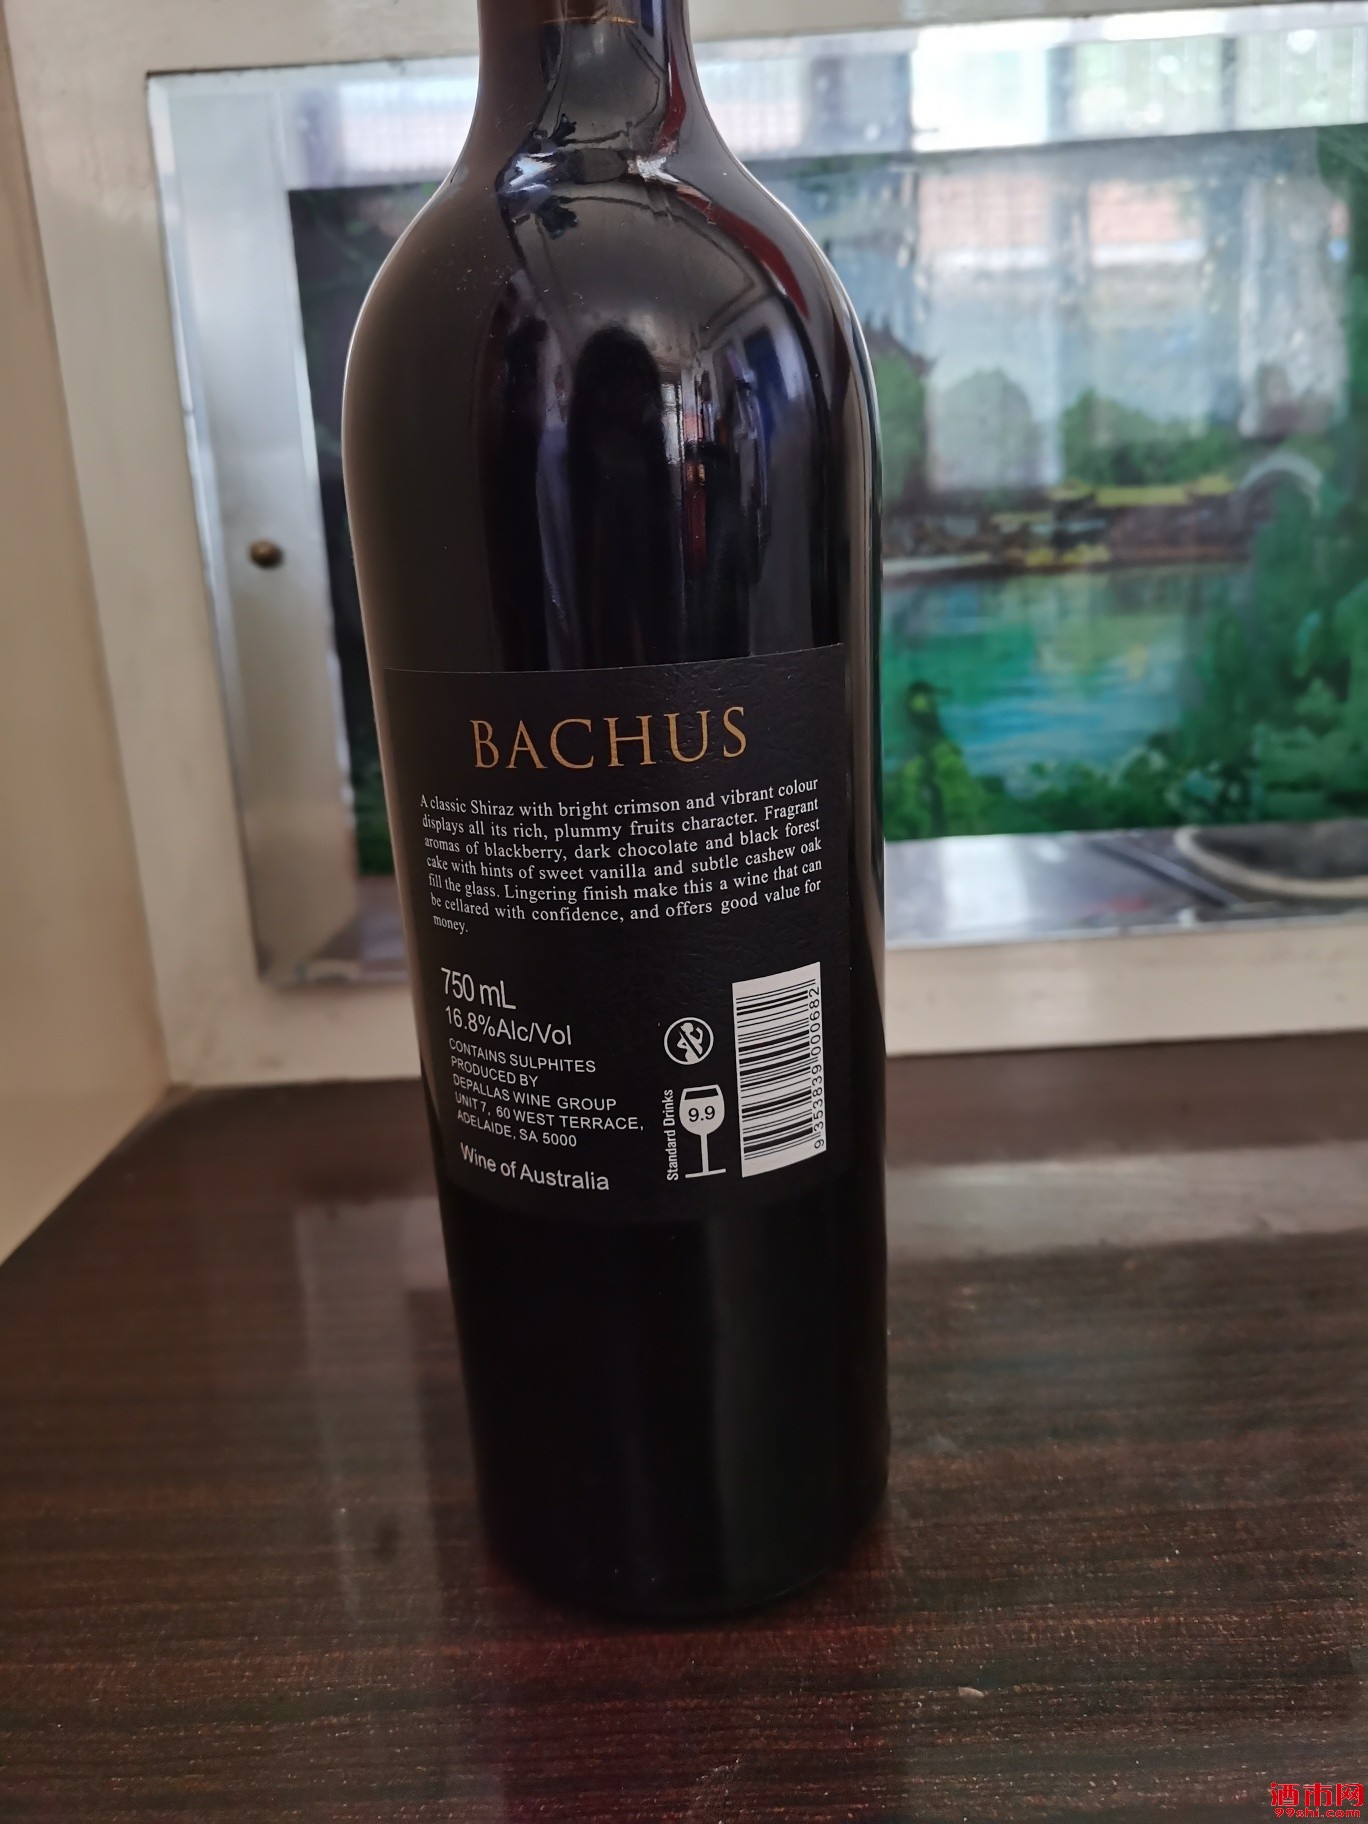 BACHUS
A classic Shiraz with bright crimson and vibrant colour
displays all its rich, plummy fruits character. Fragrant
aromas of blackberry, dark chocolate and black forest
cake with hints of sweet vanilla and subtle cashew oak
fill the glass. Lingering finish make this a wine that can
be cellared with confidence, and offers good value for
money.
750 mL
16.8%Alc/Vol
CONTAINS SULPHITES
PRODUCED BY
DEPALLAS WINE GROUP
UNIT 7, 60 WEST TERRACE,
ADELAIDE, SA 5000
Wine of Australia
Standard Drinks
9.9
9 353839 000682
酒市网
99shi.com